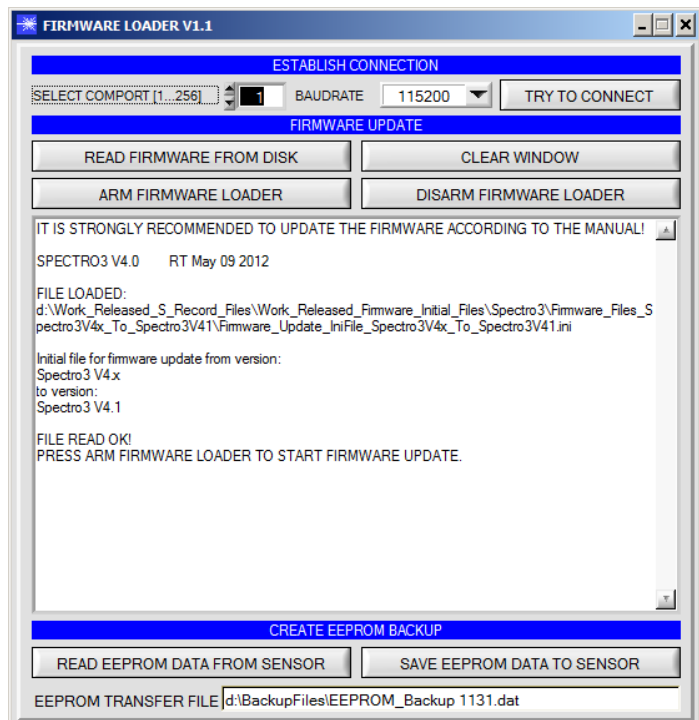 FIRMWARE LOADER V1.1
ESTABLISH CONNECTION
SELECT COMPORT [1...256] 1 BAUDRATE 115200 TRY TO CONNECT
FIRMWARE UPDATE
READ FIRMWARE FROM DISK CLEAR WINDOW
ARM FIRMWARE LOADER DISARM FIRMWARE LOADER
IT IS STRONGLY RECOMMENDED TO UPDATE THE FIRMWARE ACCORDING TO THE MANUAL!
SPECTRO3 V4.0 RT May 09 2012
FILE LOADED:
d:\Work_Released_S_Record_Files\Work_Released_Firmware_Initial_Files\Spectro3\Firmware_Files_S
pectro3V4x_To_Spectro3V41\Firmware_Update_IniFile_Spectro3V4x_To_Spectro3V41.ini
Initial file for firmware update from version:
Spectro3 V4.x
to version:
Spectro3 V4.1
FILE READ OK!
PRESS ARM FIRMWARE LOADER TO START FIRMWARE UPDATE.
CREATE EEPROM BACKUP
READ EEPROM DATA FROM SENSOR SAVE EEPROM DATA TO SENSOR
EEPROM TRANSFER FILE d:\BackupFiles\EEPROM_Backup 1131.dat